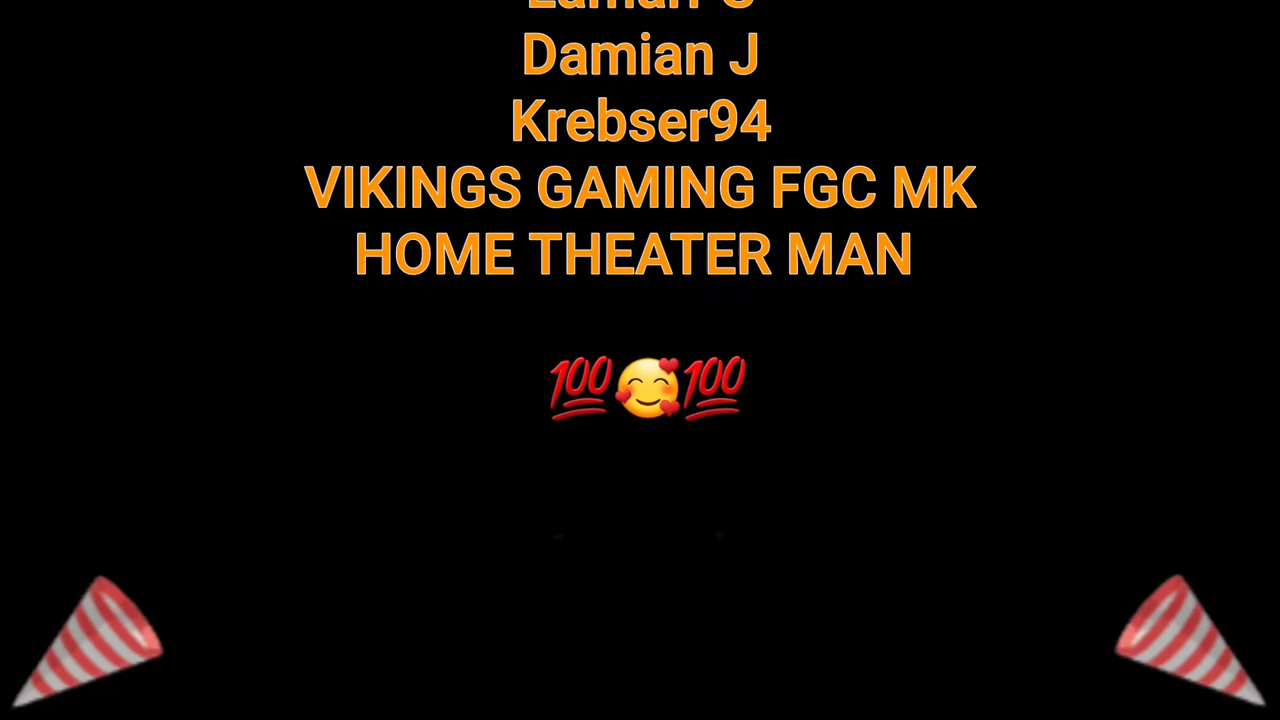 Damian J
Krebser94
VIKINGS GAMING FGC MK
HOME THEATER MAN
💯🥰💯